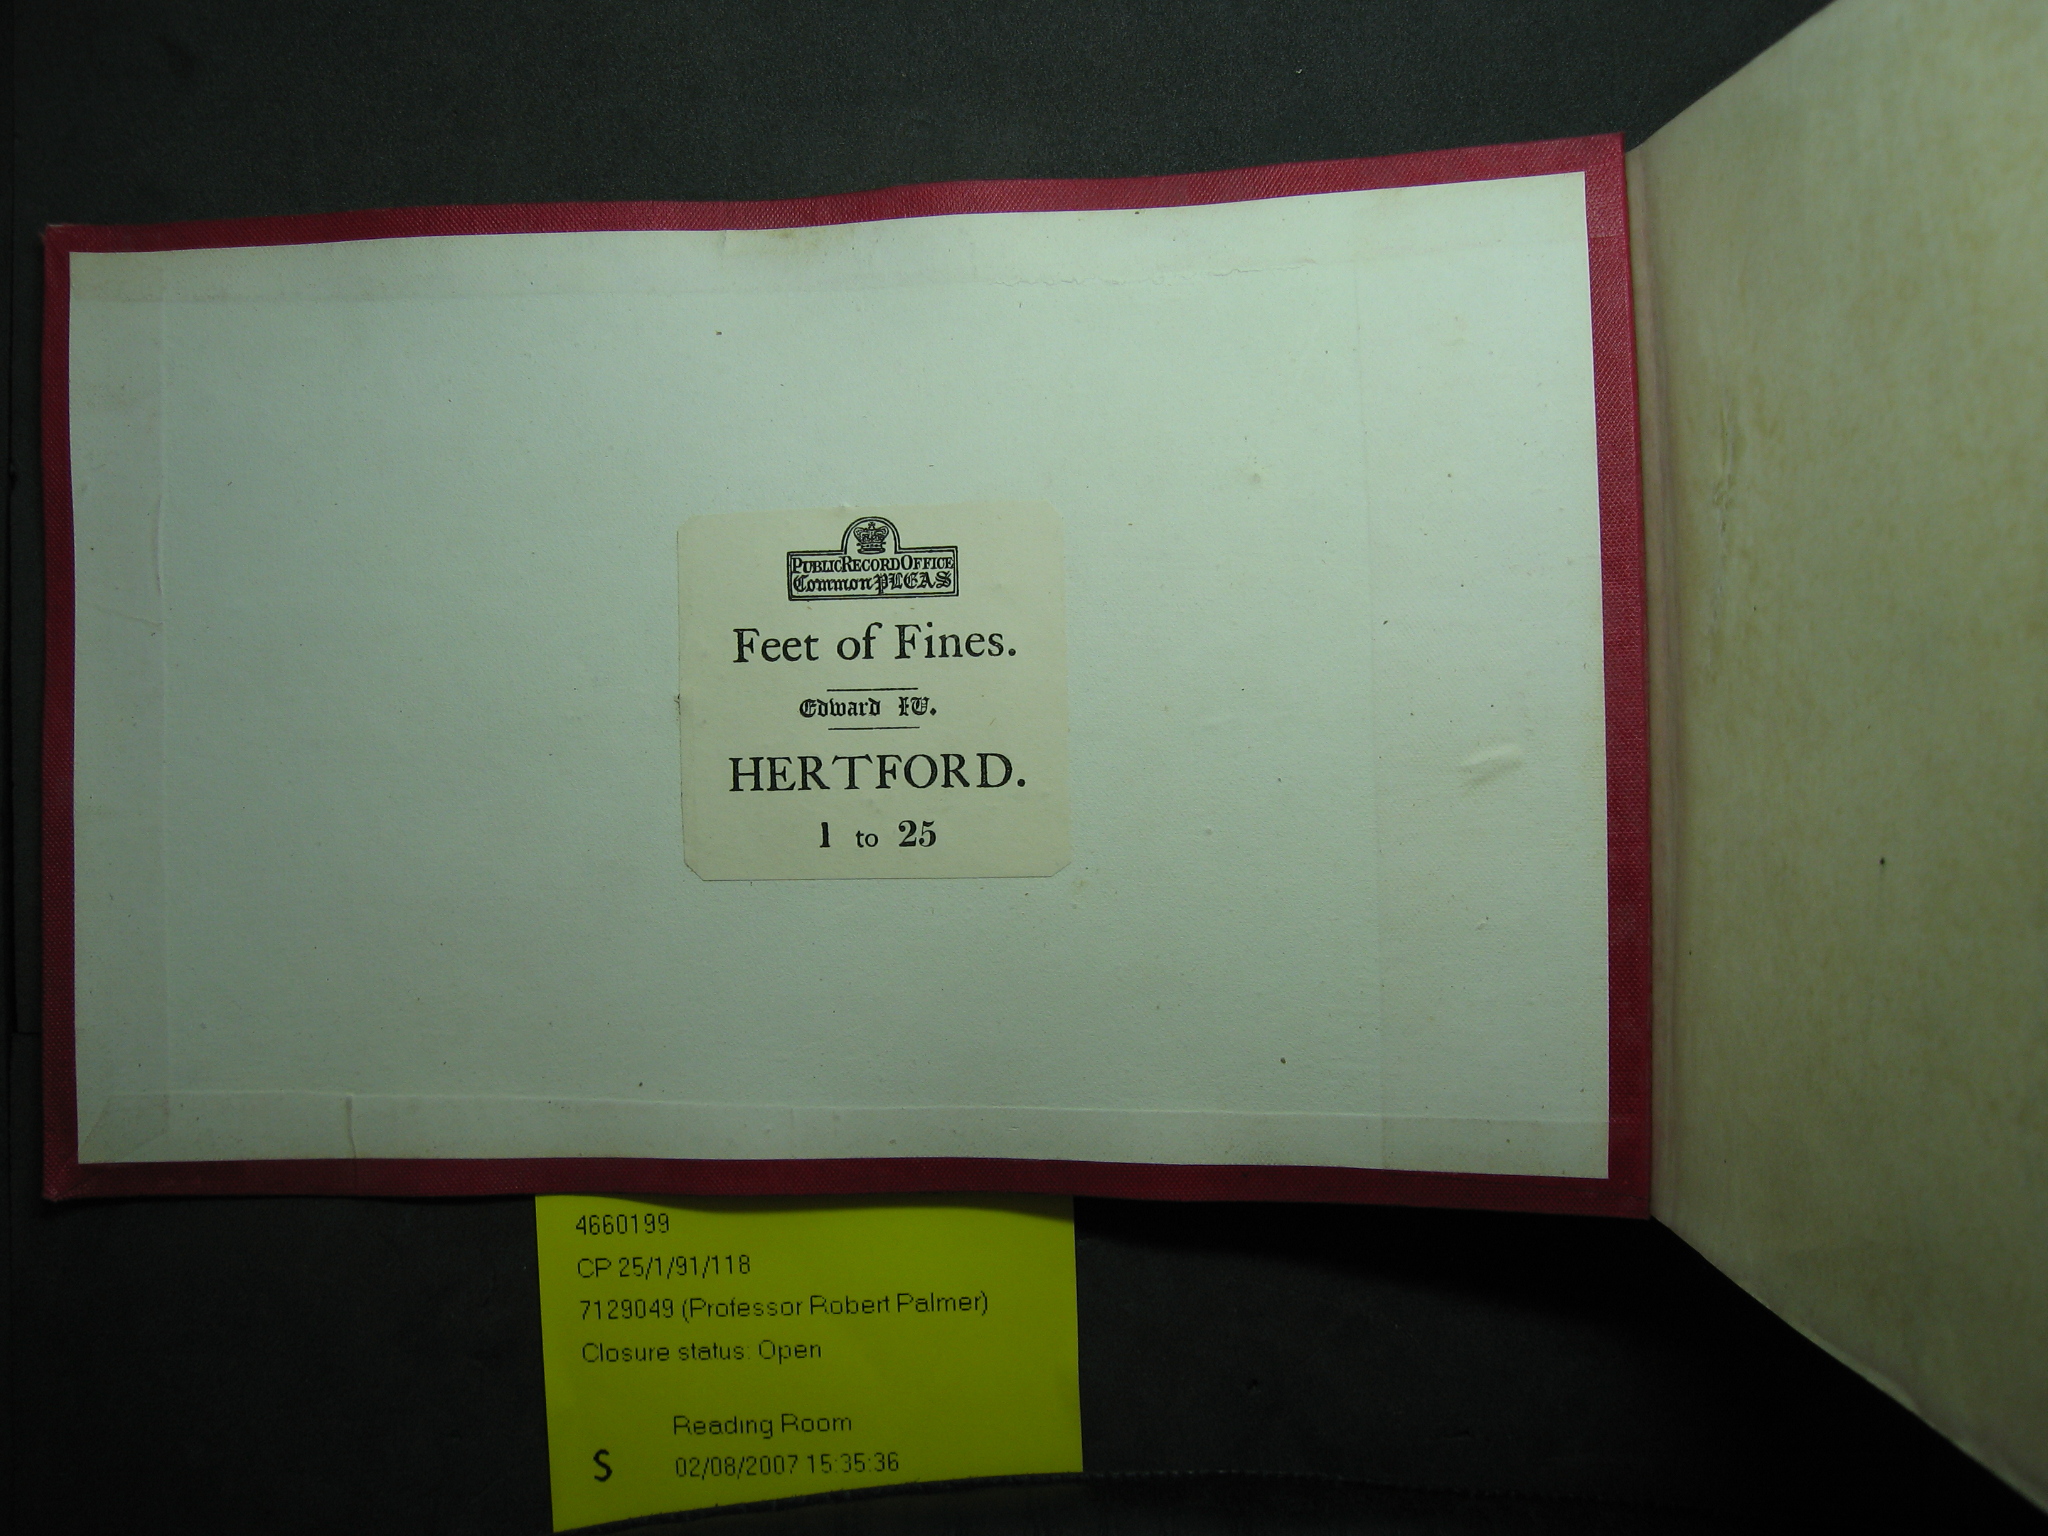 PUBLIC RECORD OFFICE
Common PLEAS
Feet of Fines.
Edward IV.
HERTFORD.
1 to 25
4660199
CP 25/1/91/118
7129049 (Professor Robert Palmer)
Closure status: Open
Reading Room
S 02/08/2007 15:35:36